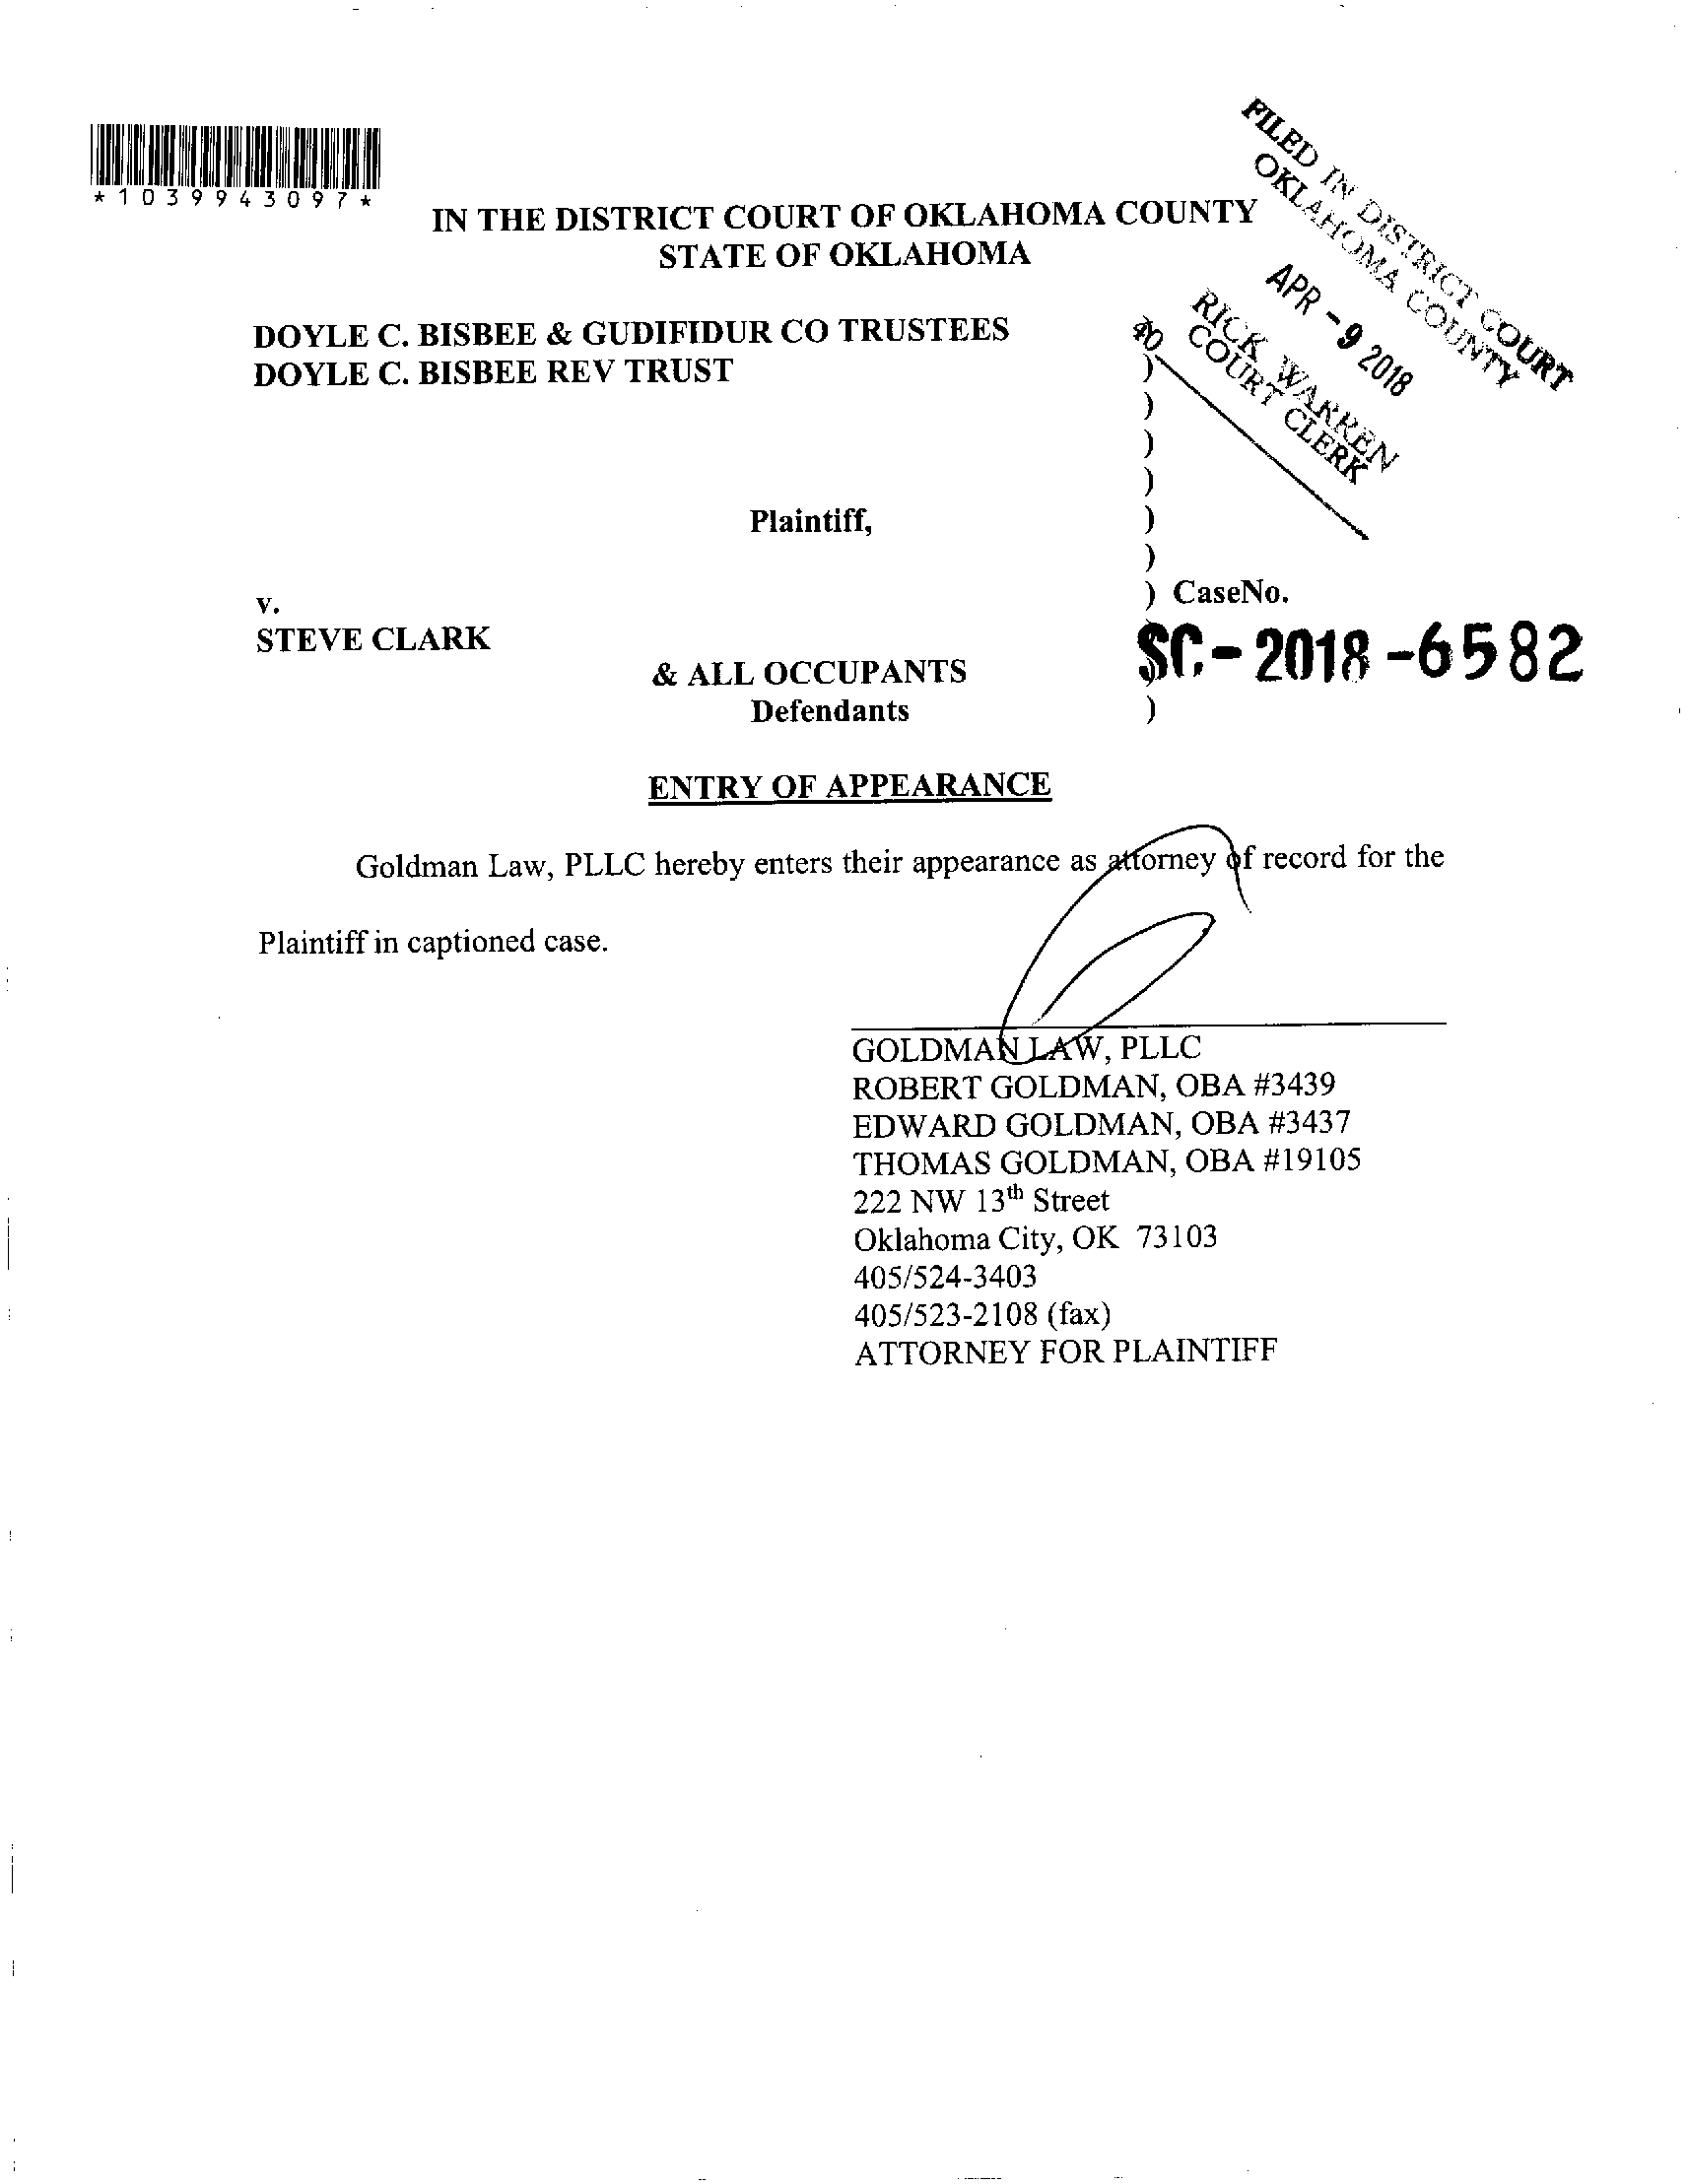 *1039943097*
FILED IN DISTRICT COURT
OKLAHOMA COUNTY
APR -9 2018
RICK WARREN
COURT CLERK
40
IN THE DISTRICT COURT OF OKLAHOMA COUNTY
STATE OF OKLAHOMA
DOYLE C. BISBEE & GUDIFIDUR CO TRUSTEES
DOYLE C. BISBEE REV TRUST )
)
)
)
Plaintiff, )
)
v. ) CaseNo.
STEVE CLARK
SC-2018-6582
& ALL OCCUPANTS
Defendants )
ENTRY OF APPEARANCE
Goldman Law, PLLC hereby enters their appearance as attorney of record for the
Plaintiff in captioned case.
GOLDMAN LAW, PLLC
ROBERT GOLDMAN, OBA #3439
EDWARD GOLDMAN, OBA #3437
THOMAS GOLDMAN, OBA #19105
222 NW 13th Street
Oklahoma City, OK 73103
405/524-3403
405/523-2108 (fax)
ATTORNEY FOR PLAINTIFF